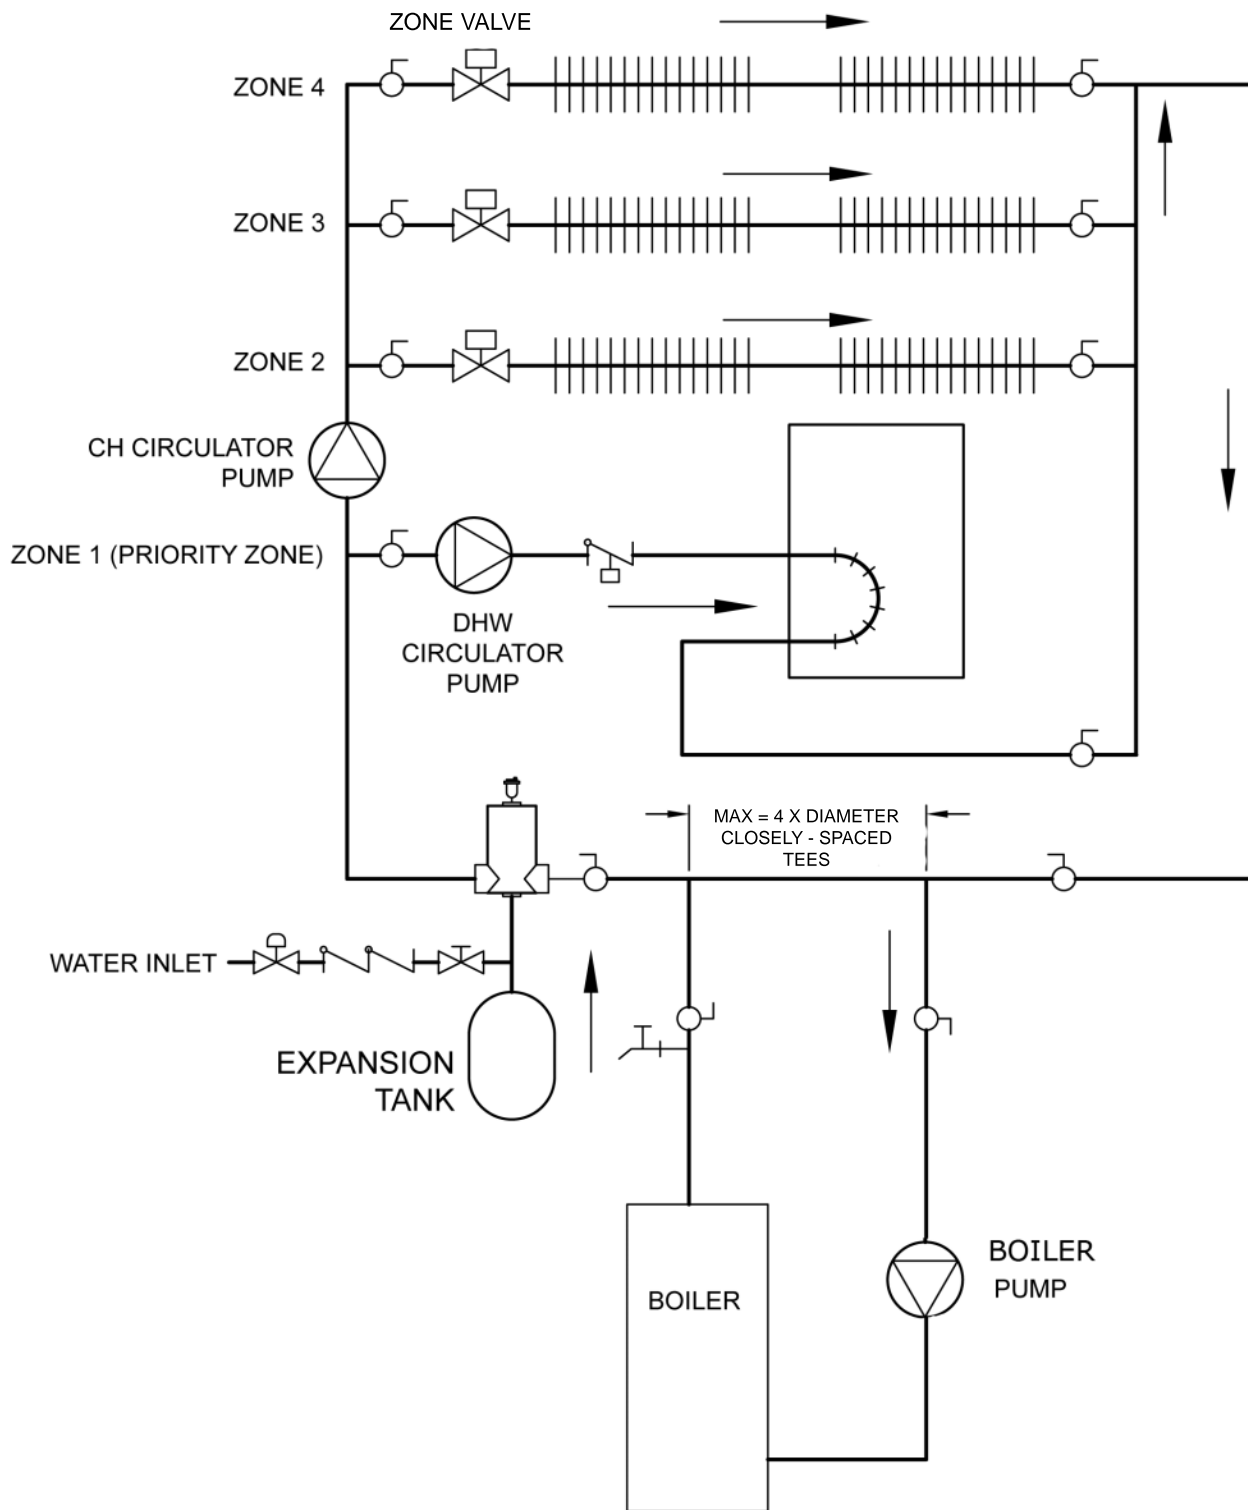 ZONE VALVE
ZONE 4
ZONE 3
ZONE 2
CH CIRCULATOR
PUMP
ZONE 1 (PRIORITY ZONE)
DHW
CIRCULATOR
PUMP
MAX = 4 X DIAMETER
CLOSELY - SPACED
TEES
WATER INLET
EXPANSION
TANK
BOILER
PUMP
BOILER